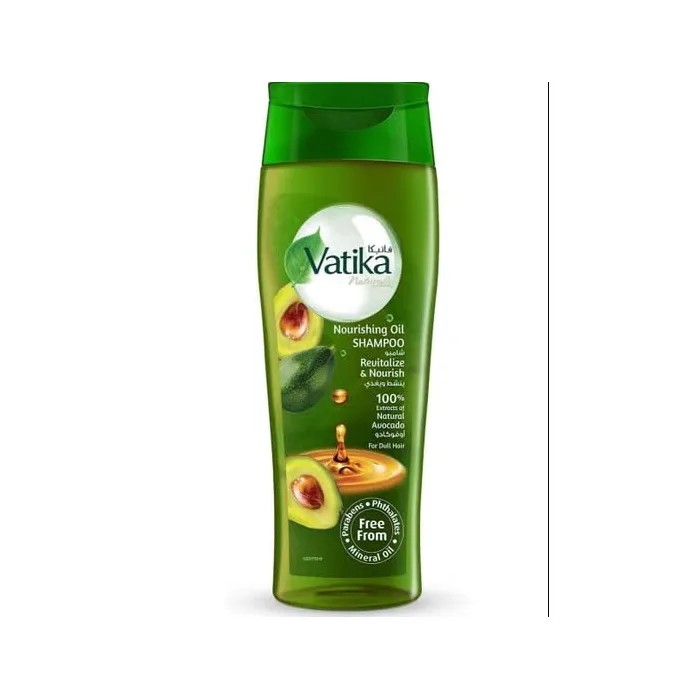 فاتيكا
Vatika
Naturals
Nourishing Oil
SHAMPOO
شامبو
Revitalize
& Nourish
ينشط ويغذي
100%
Extracts of
Natural
Avocado
أوفوكادو
For Dull Hair
Parabens • Phthalates
• Mineral Oil •
Free
From